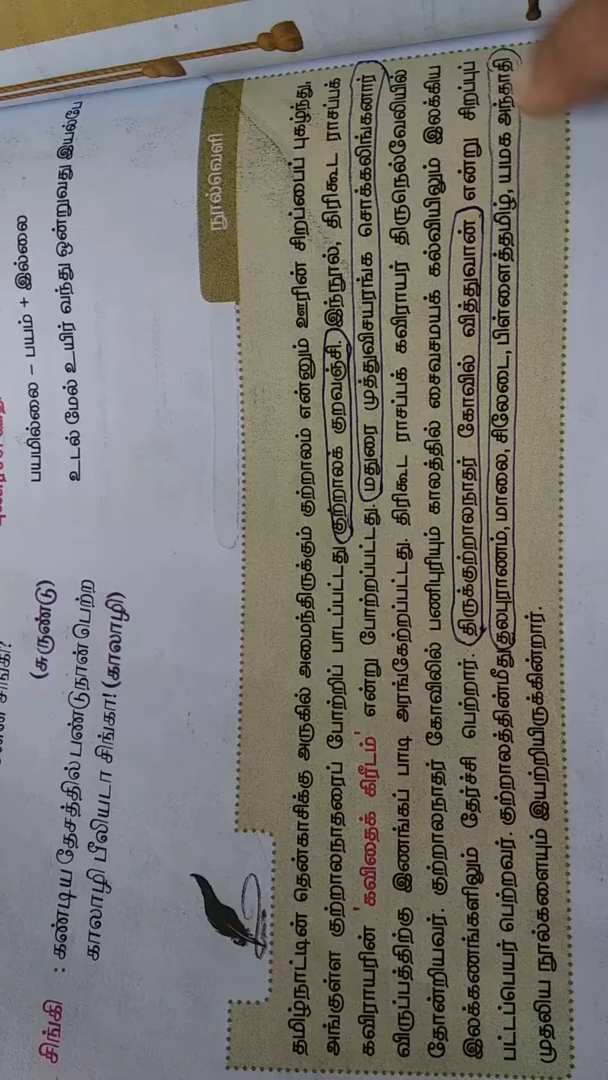 பயமில்லை – பயம் + இல்லை
உடல் மேல் உயிர் வந்து ஒன்றுவது இயல்பே
(சுருண்டு)
சிங்கி : கண்டிய தேசத்தில் பண்டுநான் பெற்ற
காலாழி பீலியடா சிங்கா! (காலாழி)
நூல்வெளி
தமிழ்நாட்டின் தென்காசிக்கு அருகில் அமைந்திருக்கும் குற்றாலம் என்னும் ஊரின் சிறப்பைப் புகழ்ந்து,
அங்குள்ள குற்றாலநாதரைப் போற்றிப் பாடப்பட்டது குற்றாலக் குறவஞ்சி. இந்நூல், திரிகூட ராசப்பக்
கவிராயரின் 'கவிதைக் கிரீடம்' என்று போற்றப்பட்டது. மதுரை முத்துவிசயரங்க சொக்கலிங்கனார்
விருப்பத்திற்கு இணங்கப் பாடி அரங்கேற்றப்பட்டது. திரிகூட ராசப்பக் கவிராயர் திருநெல்வேலியில்
தோன்றியவர். குற்றாலநாதர் கோவிலில் பணிபுரியும் காலத்தில் சைவசமயக் கல்வியிலும் இலக்கிய
இலக்கணங்களிலும் தேர்ச்சி பெற்றார். திருக்குற்றாலநாதர் கோவில் வித்துவான் என்று சிறப்புப்
பட்டப்பெயர் பெற்றவர். குற்றாலத்தின்மீது தலபுராணம், மாலை, சிலேடை, பிள்ளைத்தமிழ், யமக அந்தாதி
முதலிய நூல்களையும் இயற்றியிருக்கின்றார்.